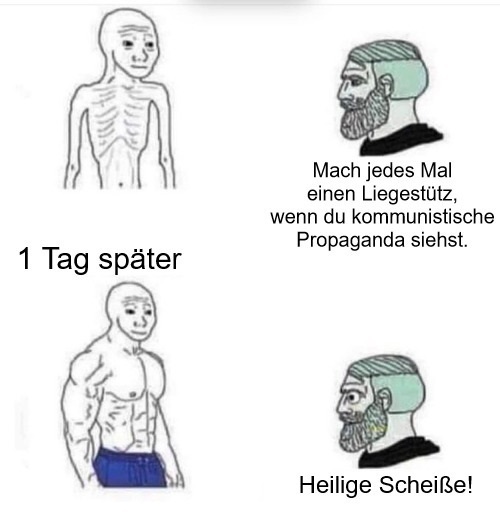 Mach jedes Mal
einen Liegestütz,
wenn du kommunistische
Propaganda siehst.
1 Tag später
Heilige Scheiße!